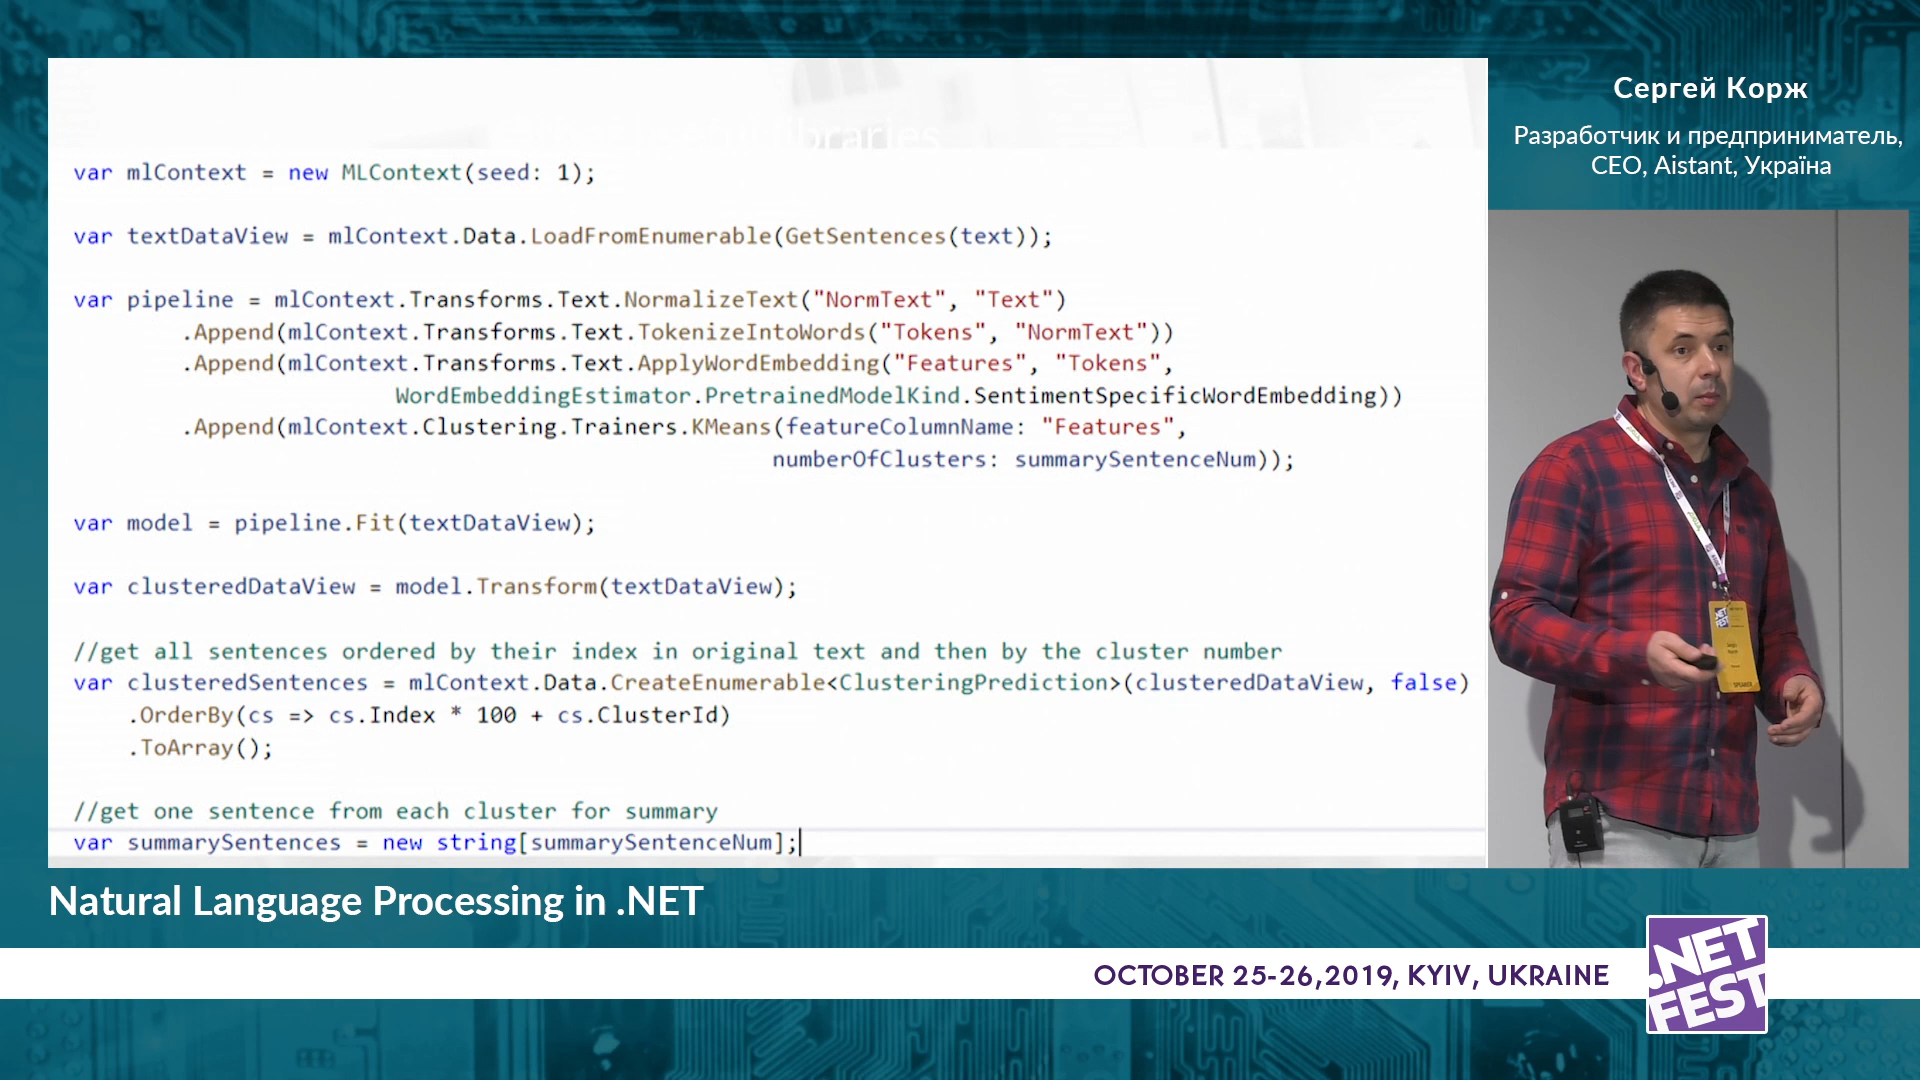 braries
var mlContext = new MLContext(seed: 1);
var textDataView = mlContext.Data.LoadFromEnumerable(GetSentences(text));
var pipeline = mlContext.Transforms.Text.NormalizeText("NormText", "Text")
.Append(mlContext.Transforms.Text.TokenizeIntoWords("Tokens", "NormText"))
.Append(mlContext.Transforms.Text.ApplyWordEmbedding("Features", "Tokens",
WordEmbeddingEstimator.PretrainedModelKind.SentimentSpecificWordEmbedding))
.Append(mlContext.Clustering.Trainers.KMeans(featureColumnName: "Features",
numberOfClusters: summarySentenceNum));
var model = pipeline.Fit(textDataView);
var clusteredDataView = model.Transform(textDataView);
//get all sentences ordered by their index in original text and then by the cluster number
var clusteredSentences = mlContext.Data.CreateEnumerable<ClusteringPrediction>(clusteredDataView, false)
.OrderBy(cs => cs.Index * 100 + cs.ClusterId)
.ToArray();
//get one sentence from each cluster for summary
var summarySentences = new string[summarySentenceNum];
Сергей Корж
Разработчик и предприниматель,
CEO, Aistant, Україна
Natural Language Processing in .NET
OCTOBER 25-26,2019, KYIV, UKRAINE
.NET
FEST